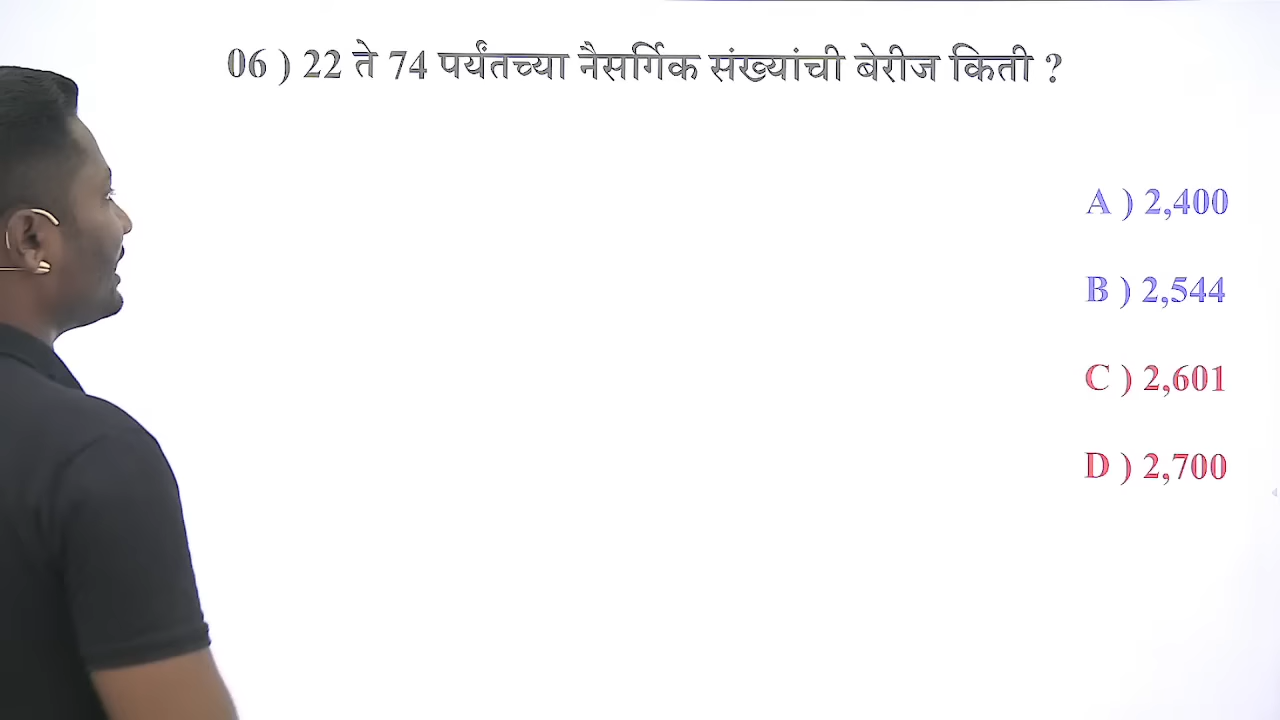 06 ) 22 ते 74 पर्यंतच्या नैसर्गिक संख्यांची बेरीज किती ?
A ) 2,400
B ) 2,544
C ) 2,601
D ) 2,700